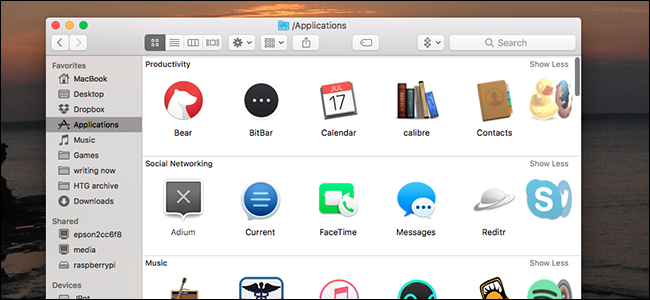 /Applications
Search
Favorites
MacBook
Desktop
Dropbox
Applications
Music
Games
writing now
HTG archive
Downloads
Shared
epson2cc6f8
media
raspberrypi
Devices
Productivity
Show Less
JUL
17
Bear
BitBar
Calendar
calibre
Contacts
Social Networking
Show Less
Adium
Current
FaceTime
Messages
Reditr
Music
Show Less